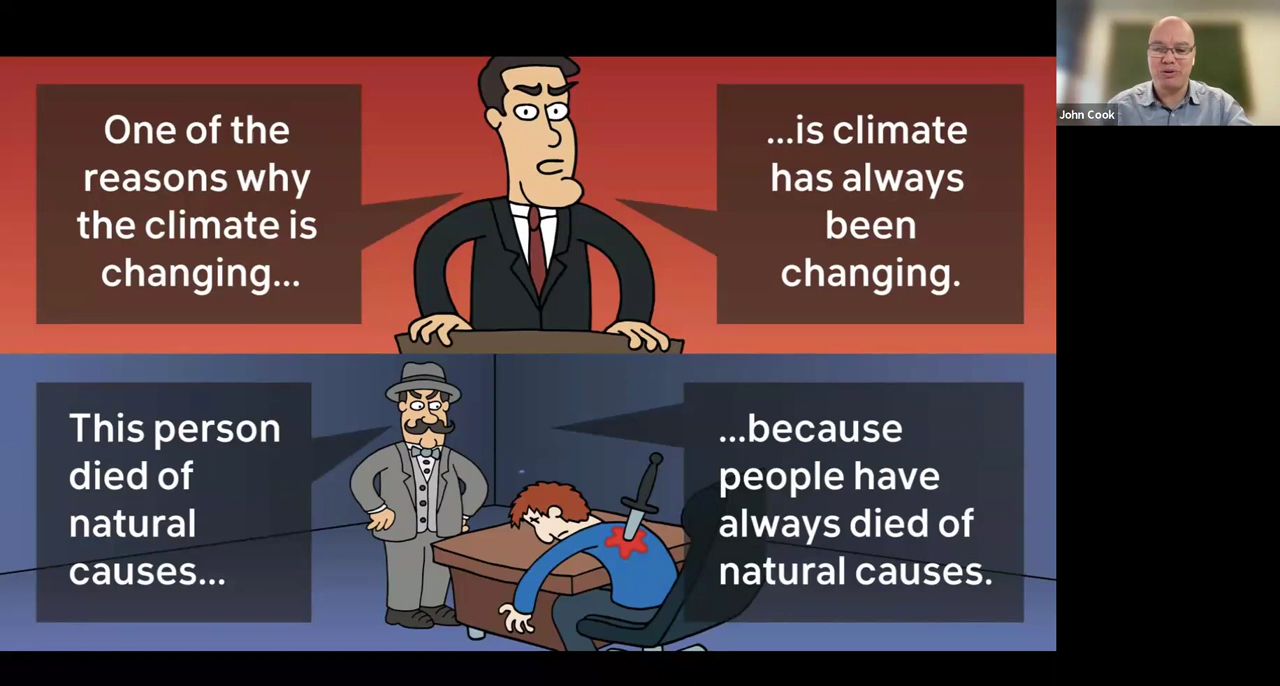 One of the
reasons why
the climate is
changing...
...is climate
has always
been
changing.
This person
died of
natural
causes...
...because
people have
always died of
natural causes.
John Cook